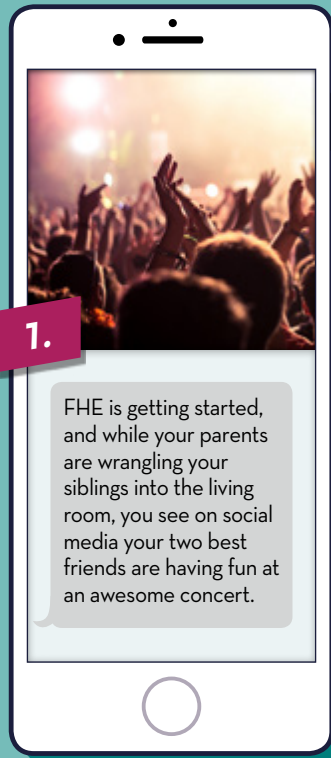 1.
FHE is getting started,
and while your parents
are wrangling your
siblings into the living
room, you see on social
media your two best
friends are having fun at
an awesome concert.